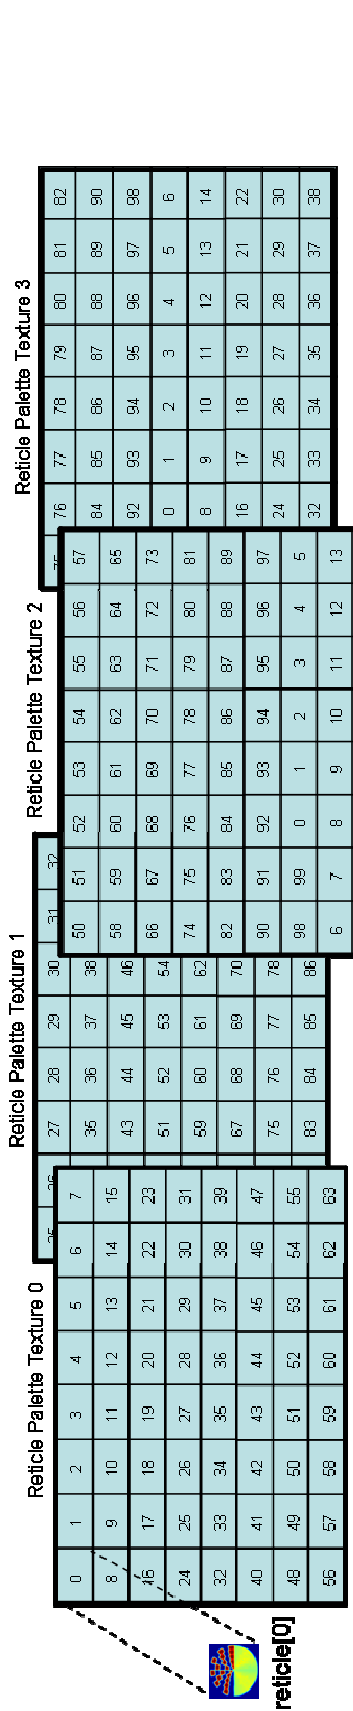 Reticle Palette Texture 0
0 1 2 3 4 5 6 7
8 9 10 11 12 13 14 15
16 17 18 19 20 21 22 23
24 25 26 27 28 29 30 31
32 33 34 35 36 37 38 39
40 41 42 43 44 45 46 47
48 49 50 51 52 53 54 55
56 57 58 59 60 61 62 63
reticle[0]
Reticle Palette Texture 1
25 26 27 28 29 30 31 32
35 36 37 38
43 44 45 46
51 52 53 54
59 60 61 62
67 68 69 70
75 76 77 78
83 84 85 86
Reticle Palette Texture 2
50 51 52 53 54 55 56 57
58 59 60 61 62 63 64 65
66 67 68 69 70 71 72 73
74 75 76 77 78 79 80 81
82 83 84 85 86 87 88 89
90 91 92 93 94 95 96 97
98 99 0 1 2 3 4 5
6 7 8 9 10 11 12 13
Reticle Palette Texture 3
75 76 77 78 79 80 81 82
84 85 86 87 88 89 90
92 93 94 95 96 97 98
0 1 2 3 4 5 6
8 9 10 11 12 13 14
16 17 18 19 20 21 22
24 25 26 27 28 29 30
32 33 34 35 36 37 38